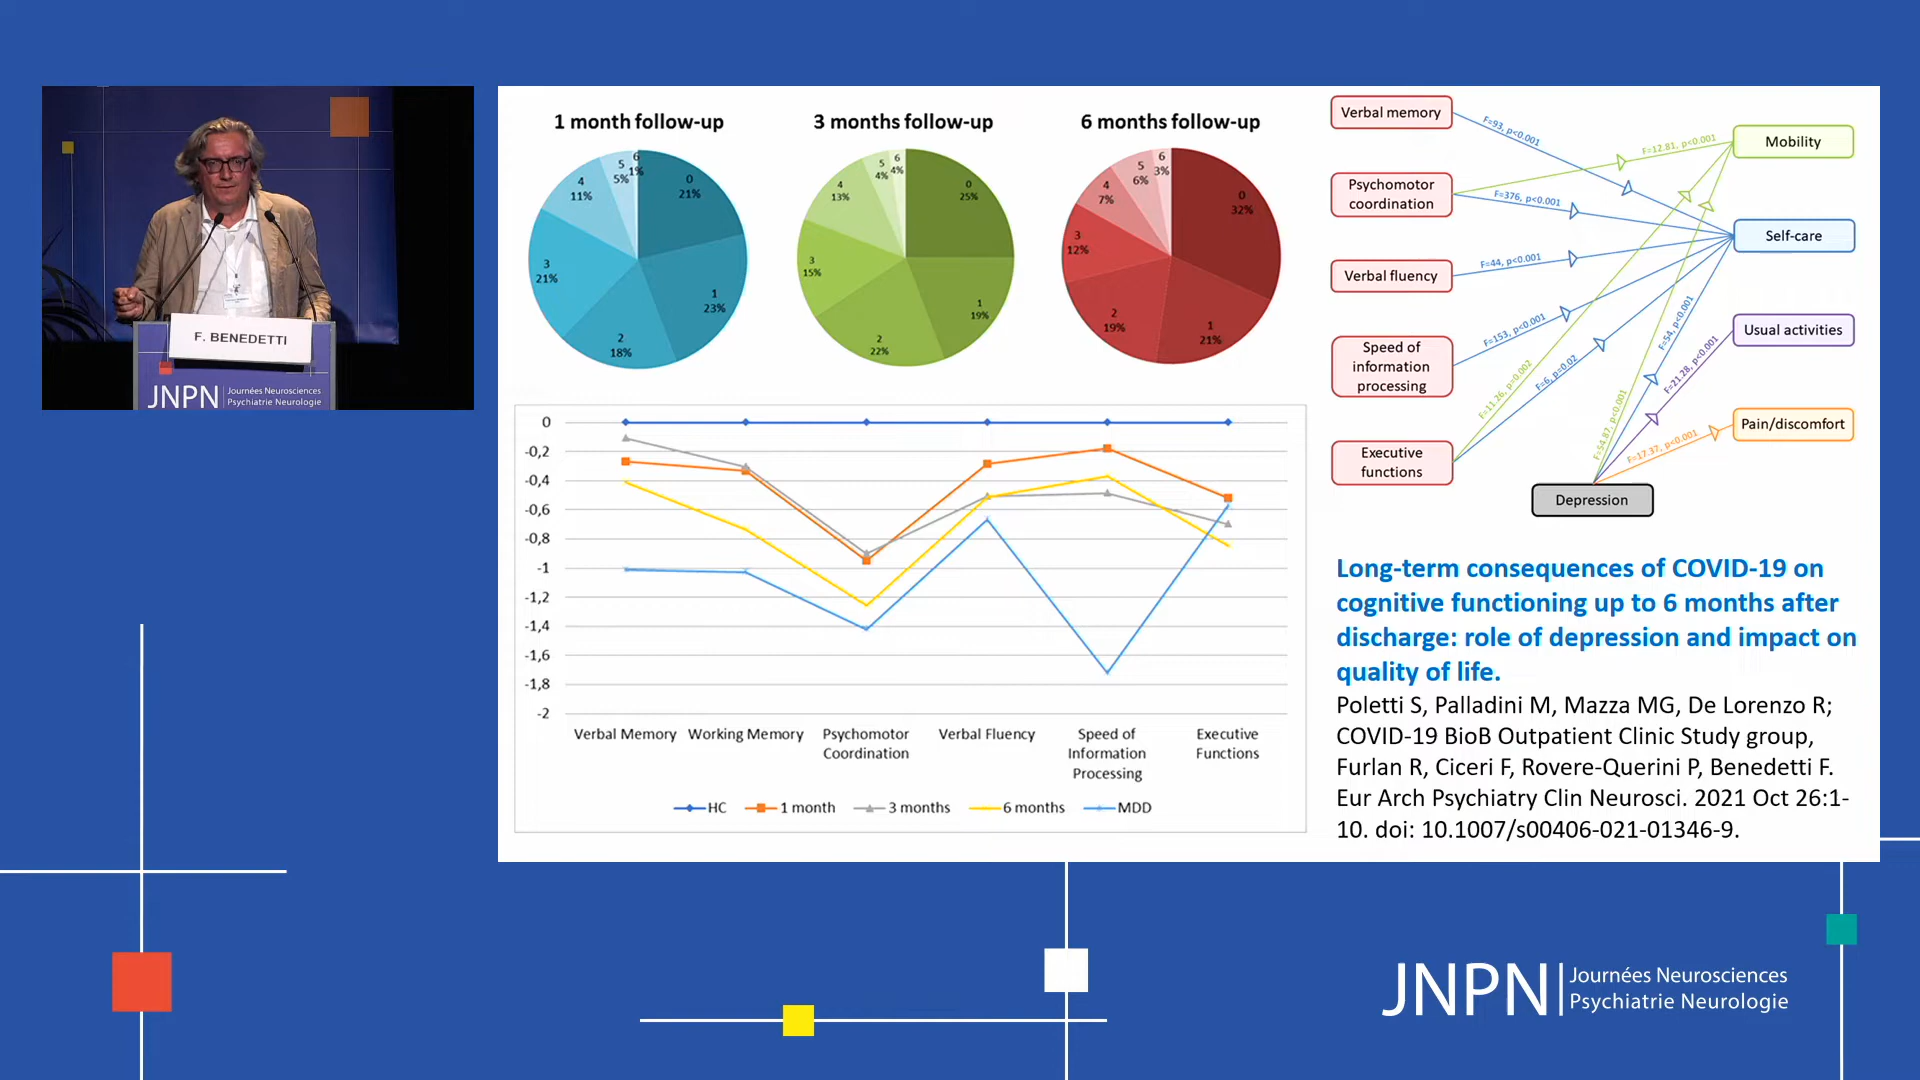 F. BENEDETTI
JNPN
Journées Neurosciences
Psychiatrie Neurologie
1 month follow-up
0
21%
1
23%
2
18%
3
21%
4
11%
5
5%
6
1%
3 months follow-up
0
25%
1
19%
2
22%
3
15%
4
13%
5
4%
6
4%
6 months follow-up
0
32%
1
21%
2
19%
3
12%
4
7%
5
6%
6
3%
0
-0,2
-0,4
-0,6
-0,8
-1
-1,2
-1,4
-1,6
-1,8
-2
Verbal Memory
Working Memory
Psychomotor
Coordination
Verbal Fluency
Speed of
Information
Processing
Executive
Functions
HC
1 month
3 months
6 months
MDD
Verbal memory
Psychomotor
coordination
Verbal fluency
Speed of
information
processing
Executive
functions
Depression
Mobility
Self-care
Usual activities
Pain/discomfort
F=93, p<0.001
F=12.81, p<0.001
F=376, p<0.001
F=44, p<0.001
F=153, p<0.001
F=11.26, p=0.002
F=6, p=0.02
F=54.87, p<0.001
F=54, p<0.001
F=21.28, p<0.001
F=17.37, p<0.001
Long-term consequences of COVID-19 on
cognitive functioning up to 6 months after
discharge: role of depression and impact on
quality of life.
Poletti S, Palladini M, Mazza MG, De Lorenzo R;
COVID-19 BioB Outpatient Clinic Study group,
Furlan R, Ciceri F, Rovere-Querini P, Benedetti F.
Eur Arch Psychiatry Clin Neurosci. 2021 Oct 26:1-
10. doi: 10.1007/s00406-021-01346-9.
JNPN
Journées Neurosciences
Psychiatrie Neurologie